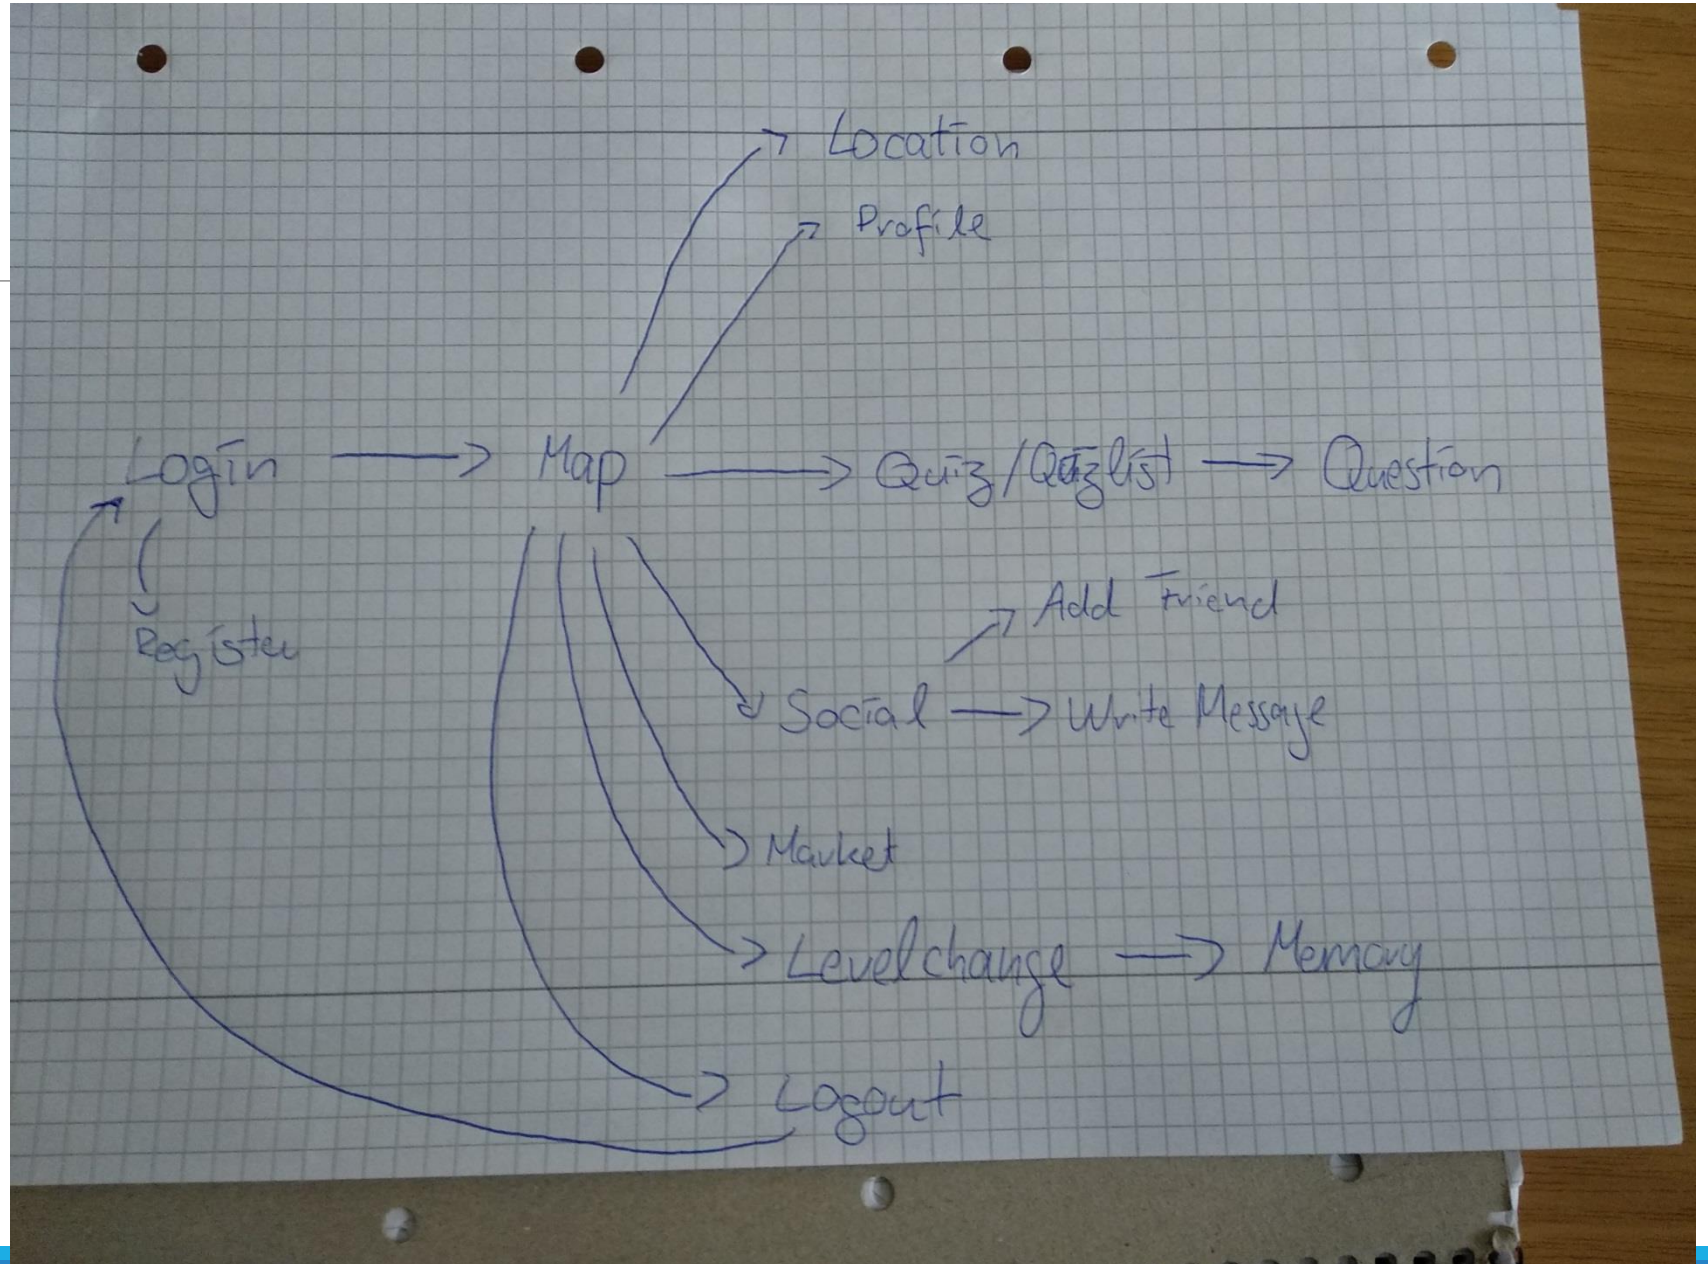 Location
Profile
Login Map Quiz/Quizlist Question
Add Friend
Register
Social Write Message
Market
Levelchange Memory
Logout